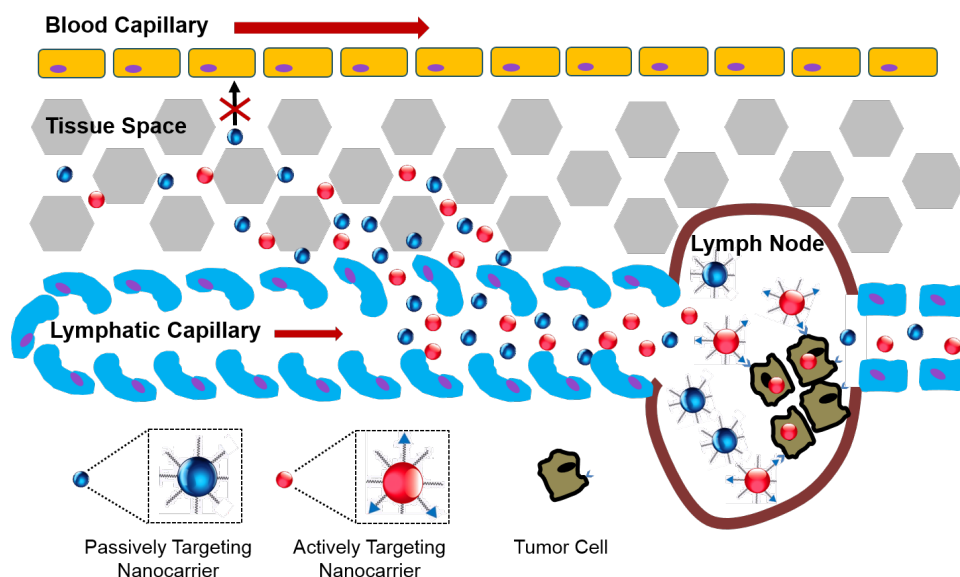 Blood Capillary
Tissue Space
Lymph Node
Lymphatic Capillary
Passively Targeting
Nanocarrier
Actively Targeting
Nanocarrier
Tumor Cell